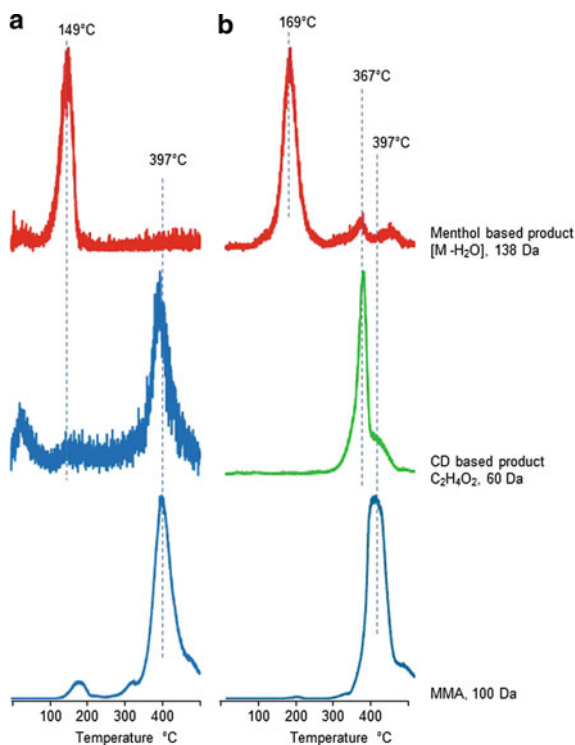 a
b
149°C
169°C
367°C
397°C
397°C
Menthol based product
[M -H₂O], 138 Da
CD based product
C₂H₄O₂, 60 Da
MMA, 100 Da
100 200 300 400
100 200 300 400
Temperature °C
Temperature °C